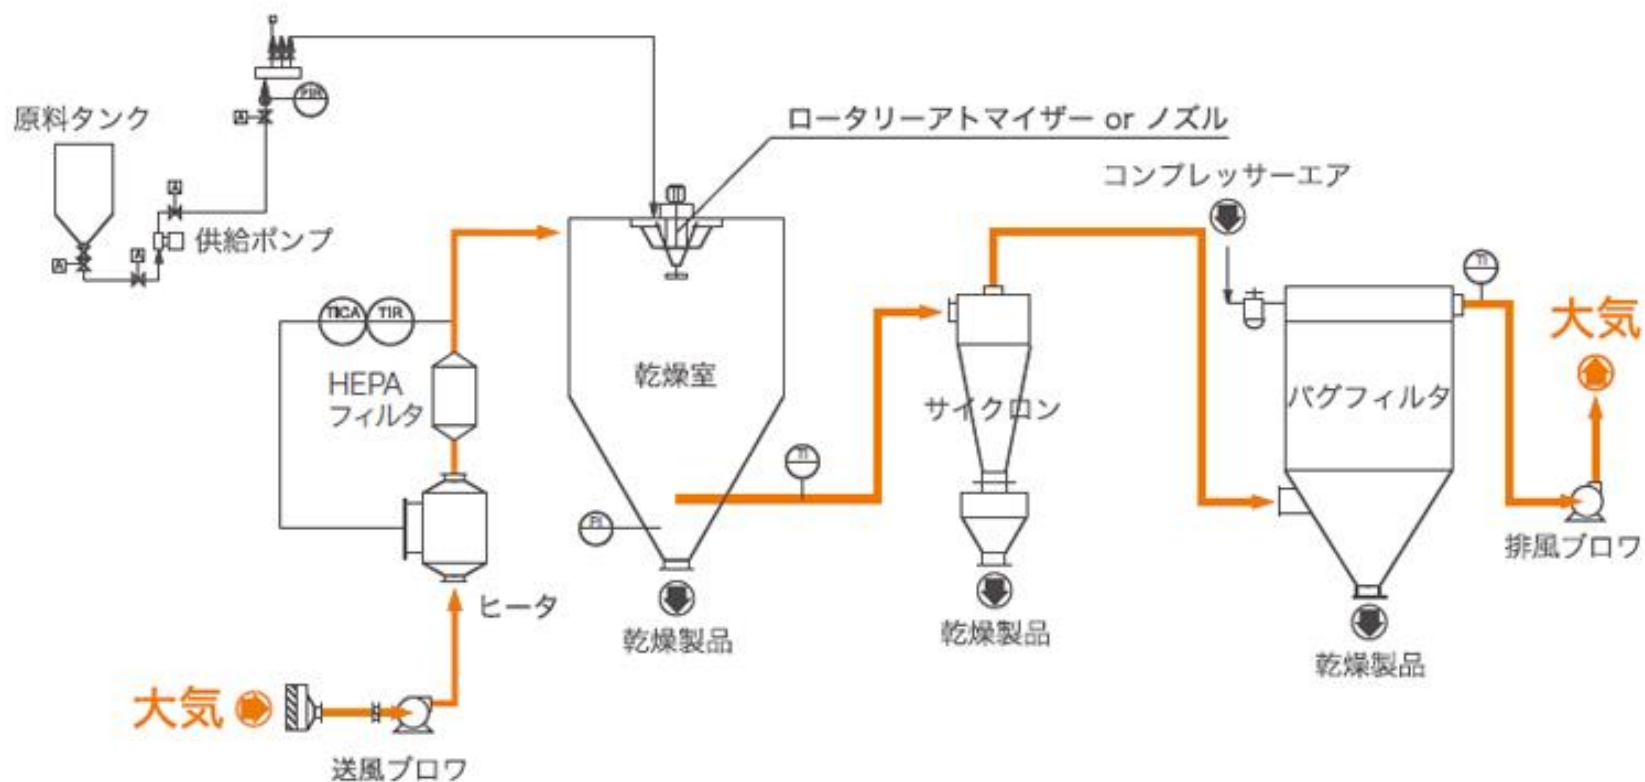 PIR
原料タンク
ロータリーアトマイザー or ノズル
コンプレッサーエア
A
A
A
A
供給ポンプ
TI
TICA
TIR
大気
HEPA
フィルタ
乾燥室
サイクロン
バグフィルタ
TI
PI
排風ブロワ
ヒータ
乾燥製品
乾燥製品
乾燥製品
大気
送風ブロワ